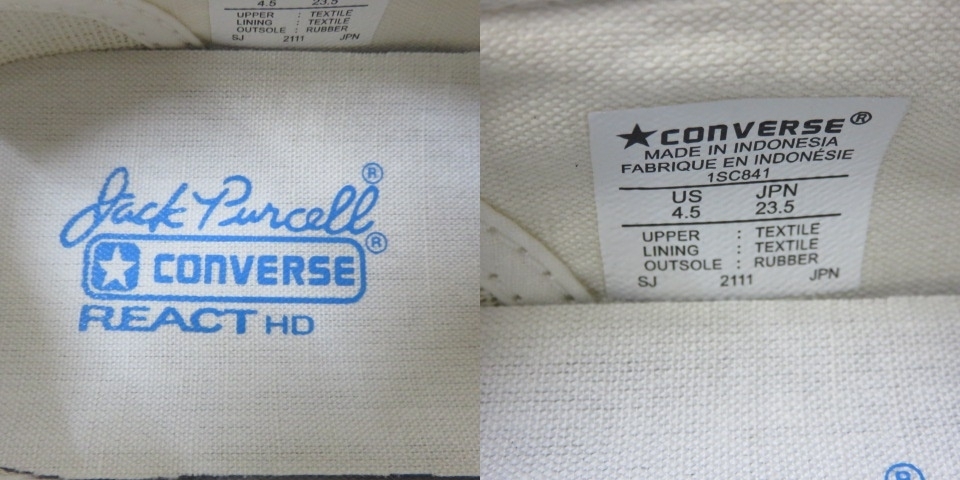 4.5 23.5
UPPER : TEXTILE
LINING : TEXTILE
OUTSOLE : RUBBER
SJ 2111 JPN
Jack Purcell®
CONVERSE®
REACT HD
CONVERSE®
MADE IN INDONESIA
FABRIQUE EN INDONÉSIE
1SC841
US JPN
4.5 23.5
UPPER : TEXTILE
LINING : TEXTILE
OUTSOLE : RUBBER
SJ 2111 JPN
®